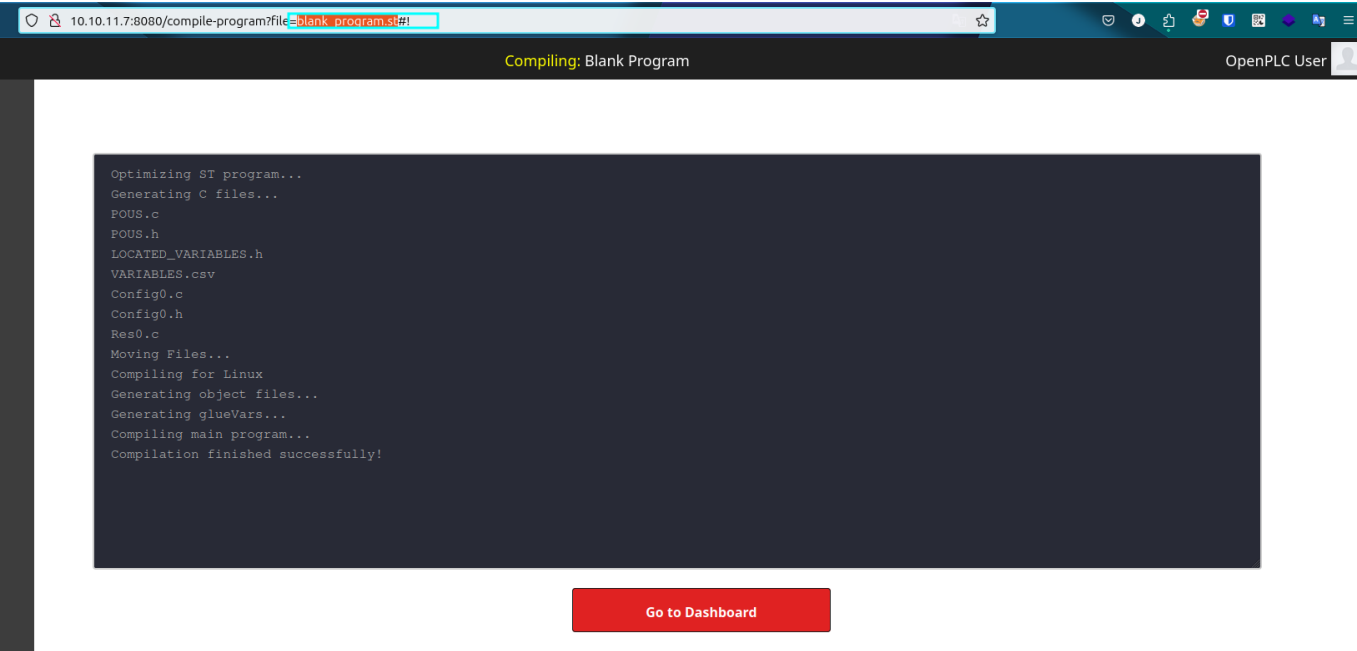 10.10.11.7:8080/compile-program?file=blank_program.st#!
Compiling: Blank Program
OpenPLC User
Optimizing ST program...
Generating C files...
POUS.c
POUS.h
LOCATED_VARIABLES.h
VARIABLES.csv
Config0.c
Config0.h
Res0.c
Moving Files...
Compiling for Linux
Generating object files...
Generating glueVars...
Compiling main program...
Compilation finished successfully!
Go to Dashboard